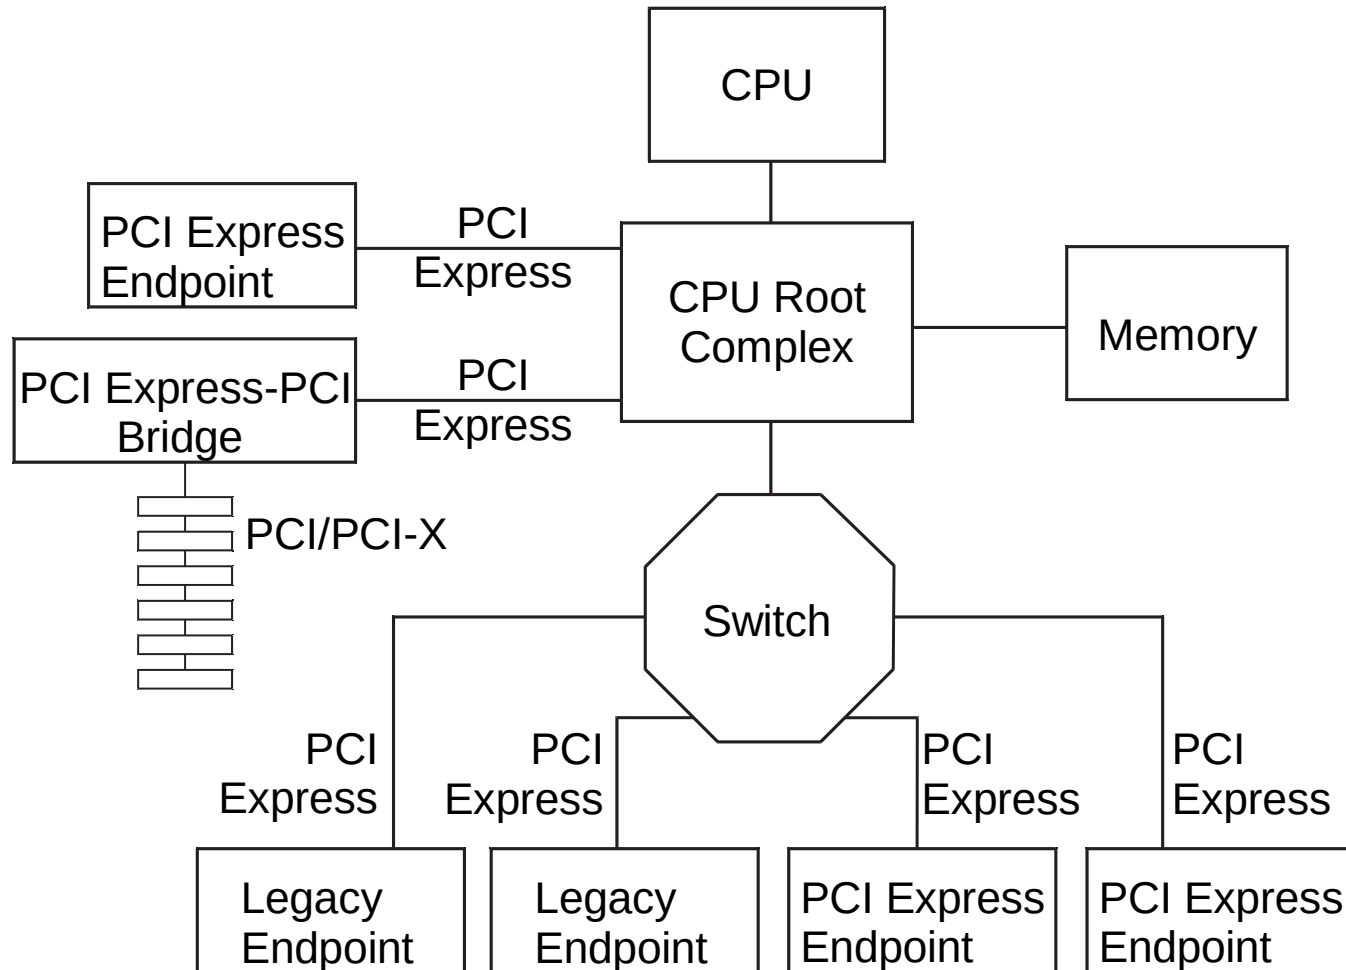 CPU
PCI Express
Endpoint
PCI
Express
CPU Root
Complex
Memory
PCI Express-PCI
Bridge
PCI
Express
PCI/PCI-X
Switch
PCI
Express
PCI
Express
PCI
Express
PCI
Express
Legacy
Endpoint
Legacy
Endpoint
PCI Express
Endpoint
PCI Express
Endpoint